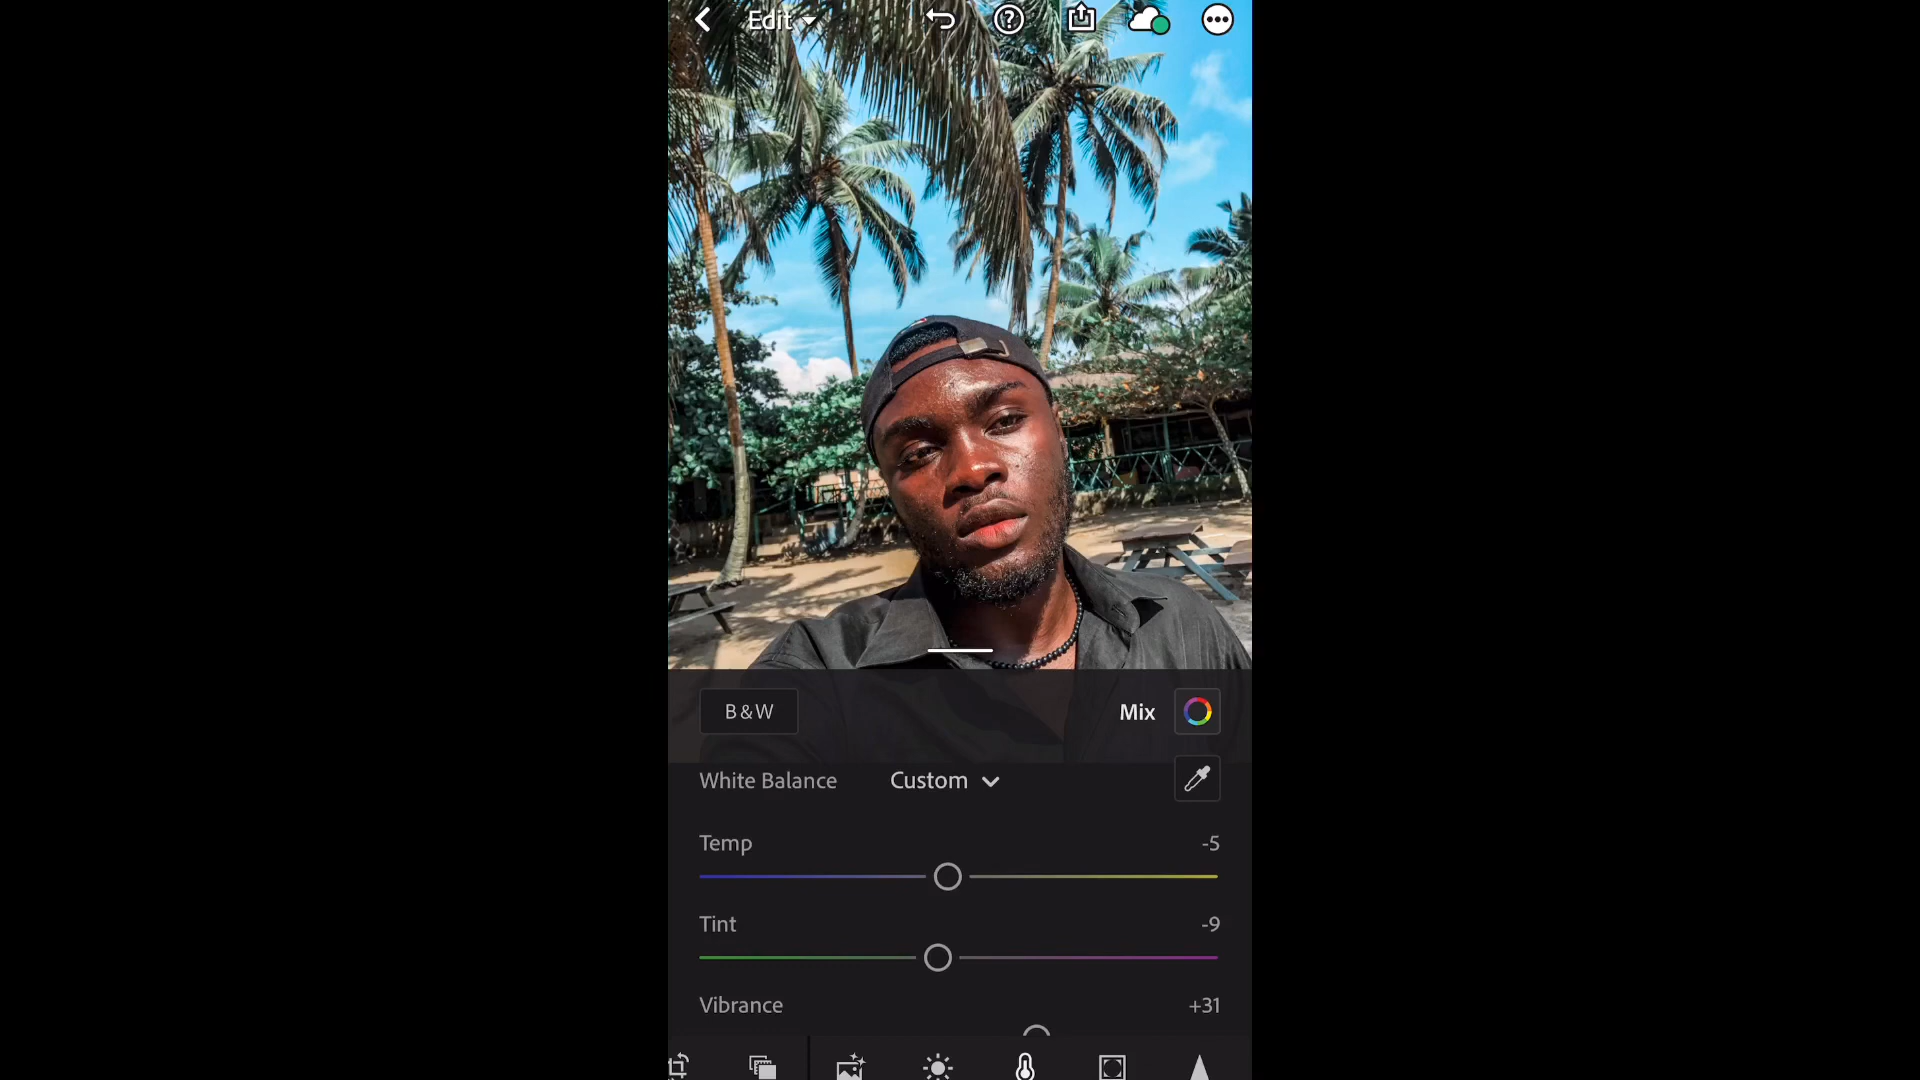 Edit
B&W
Mix
White Balance Custom
Temp -5
Tint -9
Vibrance +31